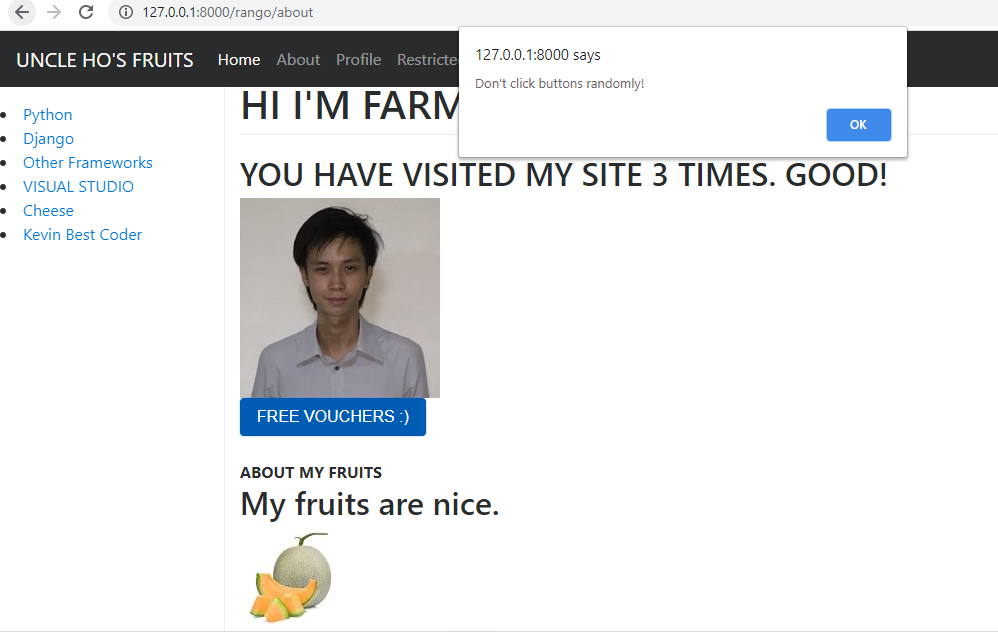 127.0.0.1:8000/rango/about
127.0.0.1:8000 says
Don't click buttons randomly!
OK
UNCLE HO'S FRUITS Home About Profile Restricte
Python
Django
Other Frameworks
VISUAL STUDIO
Cheese
Kevin Best Coder
HI I'M FARM
YOU HAVE VISITED MY SITE 3 TIMES. GOOD!
FREE VOUCHERS :)
ABOUT MY FRUITS
My fruits are nice.